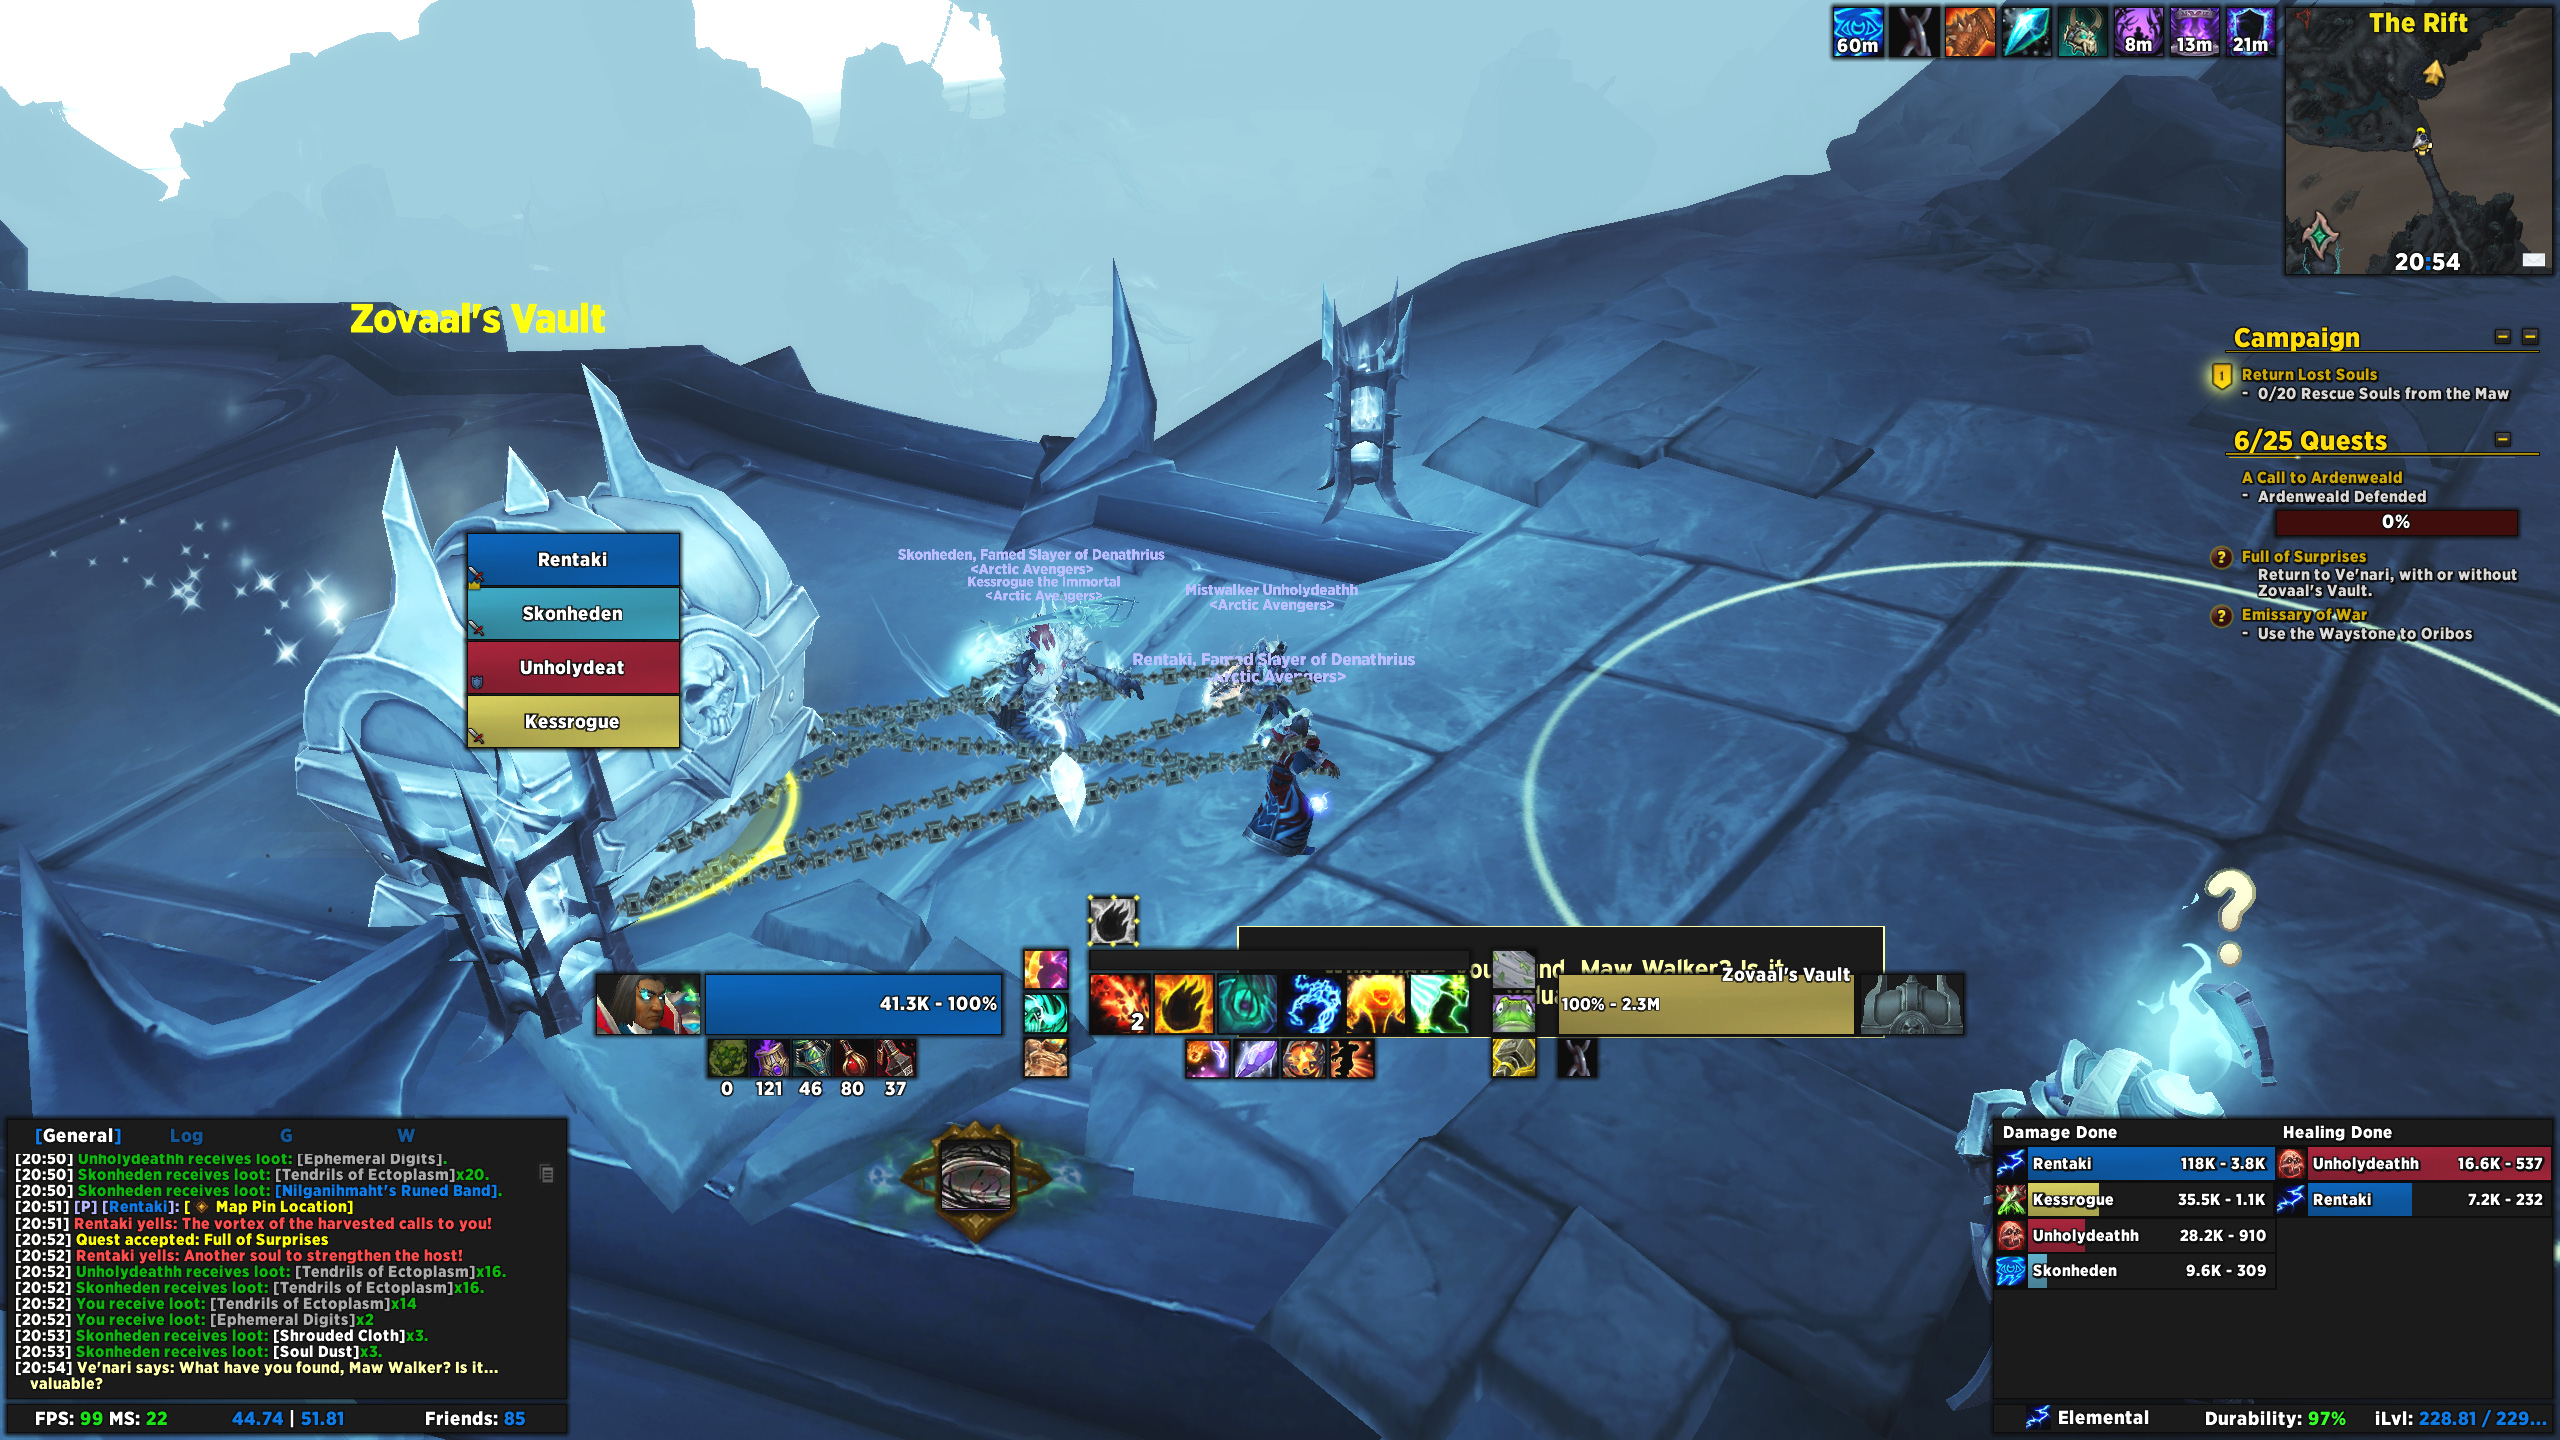 60m
8m
13m
21m
The Rift
20:54
Zovaal's Vault
Campaign
Return Lost Souls
- 0/20 Rescue Souls from the Maw
6/25 Quests
A Call to Ardenweald
- Ardenweald Defended
0%
Full of Surprises
Return to Ve'nari, with or without
Zovaal's Vault.
Emissary of War
- Use the Waystone to Oribos
Rentaki
Skonheden
Unholydeat
Kessrogue
Skonheden, Famed Slayer of Denathrius
<Arctic Avengers>
Kessrogue the Immortal
<Arctic Avengers>
Mistwalker Unholydeathh
<Arctic Avengers>
Rentaki, Famed Slayer of Denathrius
<Arctic Avengers>
Maw Walker? Is it
Zovaal's Vault
41.3K - 100%
2
100% - 2.3M
0 121 46 80 37
[General] Log G W
[20:50] Unholydeathh receives loot: [Ephemeral Digits].
[20:50] Skonheden receives loot: [Tendrils of Ectoplasm]x20.
[20:50] Skonheden receives loot: [Nilganihmaht's Runed Band].
[20:51] [P] [Rentaki]: [ Map Pin Location]
[20:51] Rentaki yells: The vortex of the harvested calls to you!
[20:52] Quest accepted: Full of Surprises
[20:52] Rentaki yells: Another soul to strengthen the host!
[20:52] Unholydeathh receives loot: [Tendrils of Ectoplasm]x16.
[20:52] Skonheden receives loot: [Tendrils of Ectoplasm]x16.
[20:52] You receive loot: [Tendrils of Ectoplasm]x14
[20:52] You receive loot: [Ephemeral Digits]x2
[20:53] Skonheden receives loot: [Shrouded Cloth]x3.
[20:53] Skonheden receives loot: [Soul Dust]x3.
[20:54] Ve'nari says: What have you found, Maw Walker? Is it...
valuable?
FPS: 99 MS: 22 44.74 | 51.81 Friends: 85
Damage Done Healing Done
Rentaki 118K - 3.8K Unholydeathh 16.6K - 537
Kessrogue 35.5K - 1.1K Rentaki 7.2K - 232
Unholydeathh 28.2K - 910
Skonheden 9.6K - 309
Elemental Durability: 97% iLvl: 228.81 / 229...